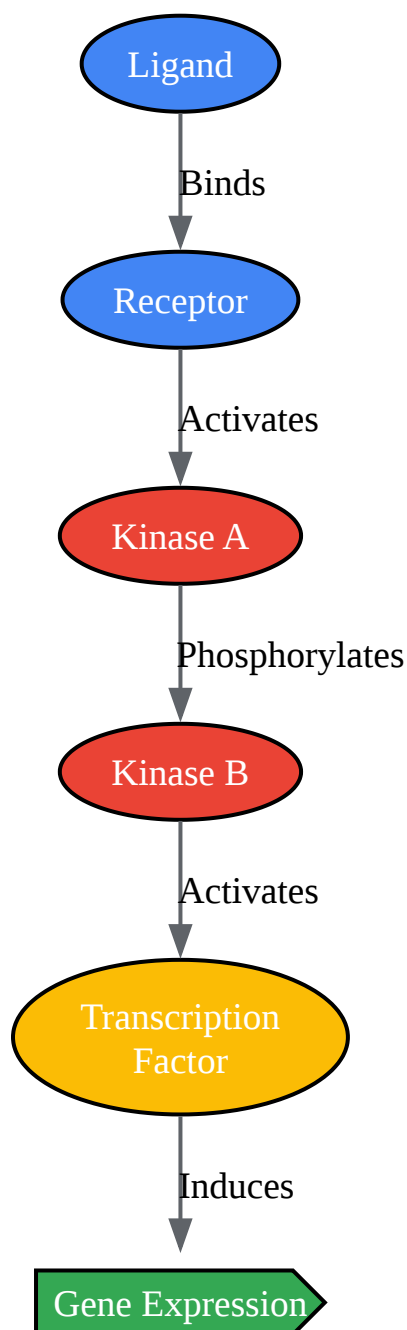 Ligand
Binds
Receptor
Activates
Kinase A
Phosphorylates
Kinase B
Activates
Transcription
Factor
Induces
Gene Expression